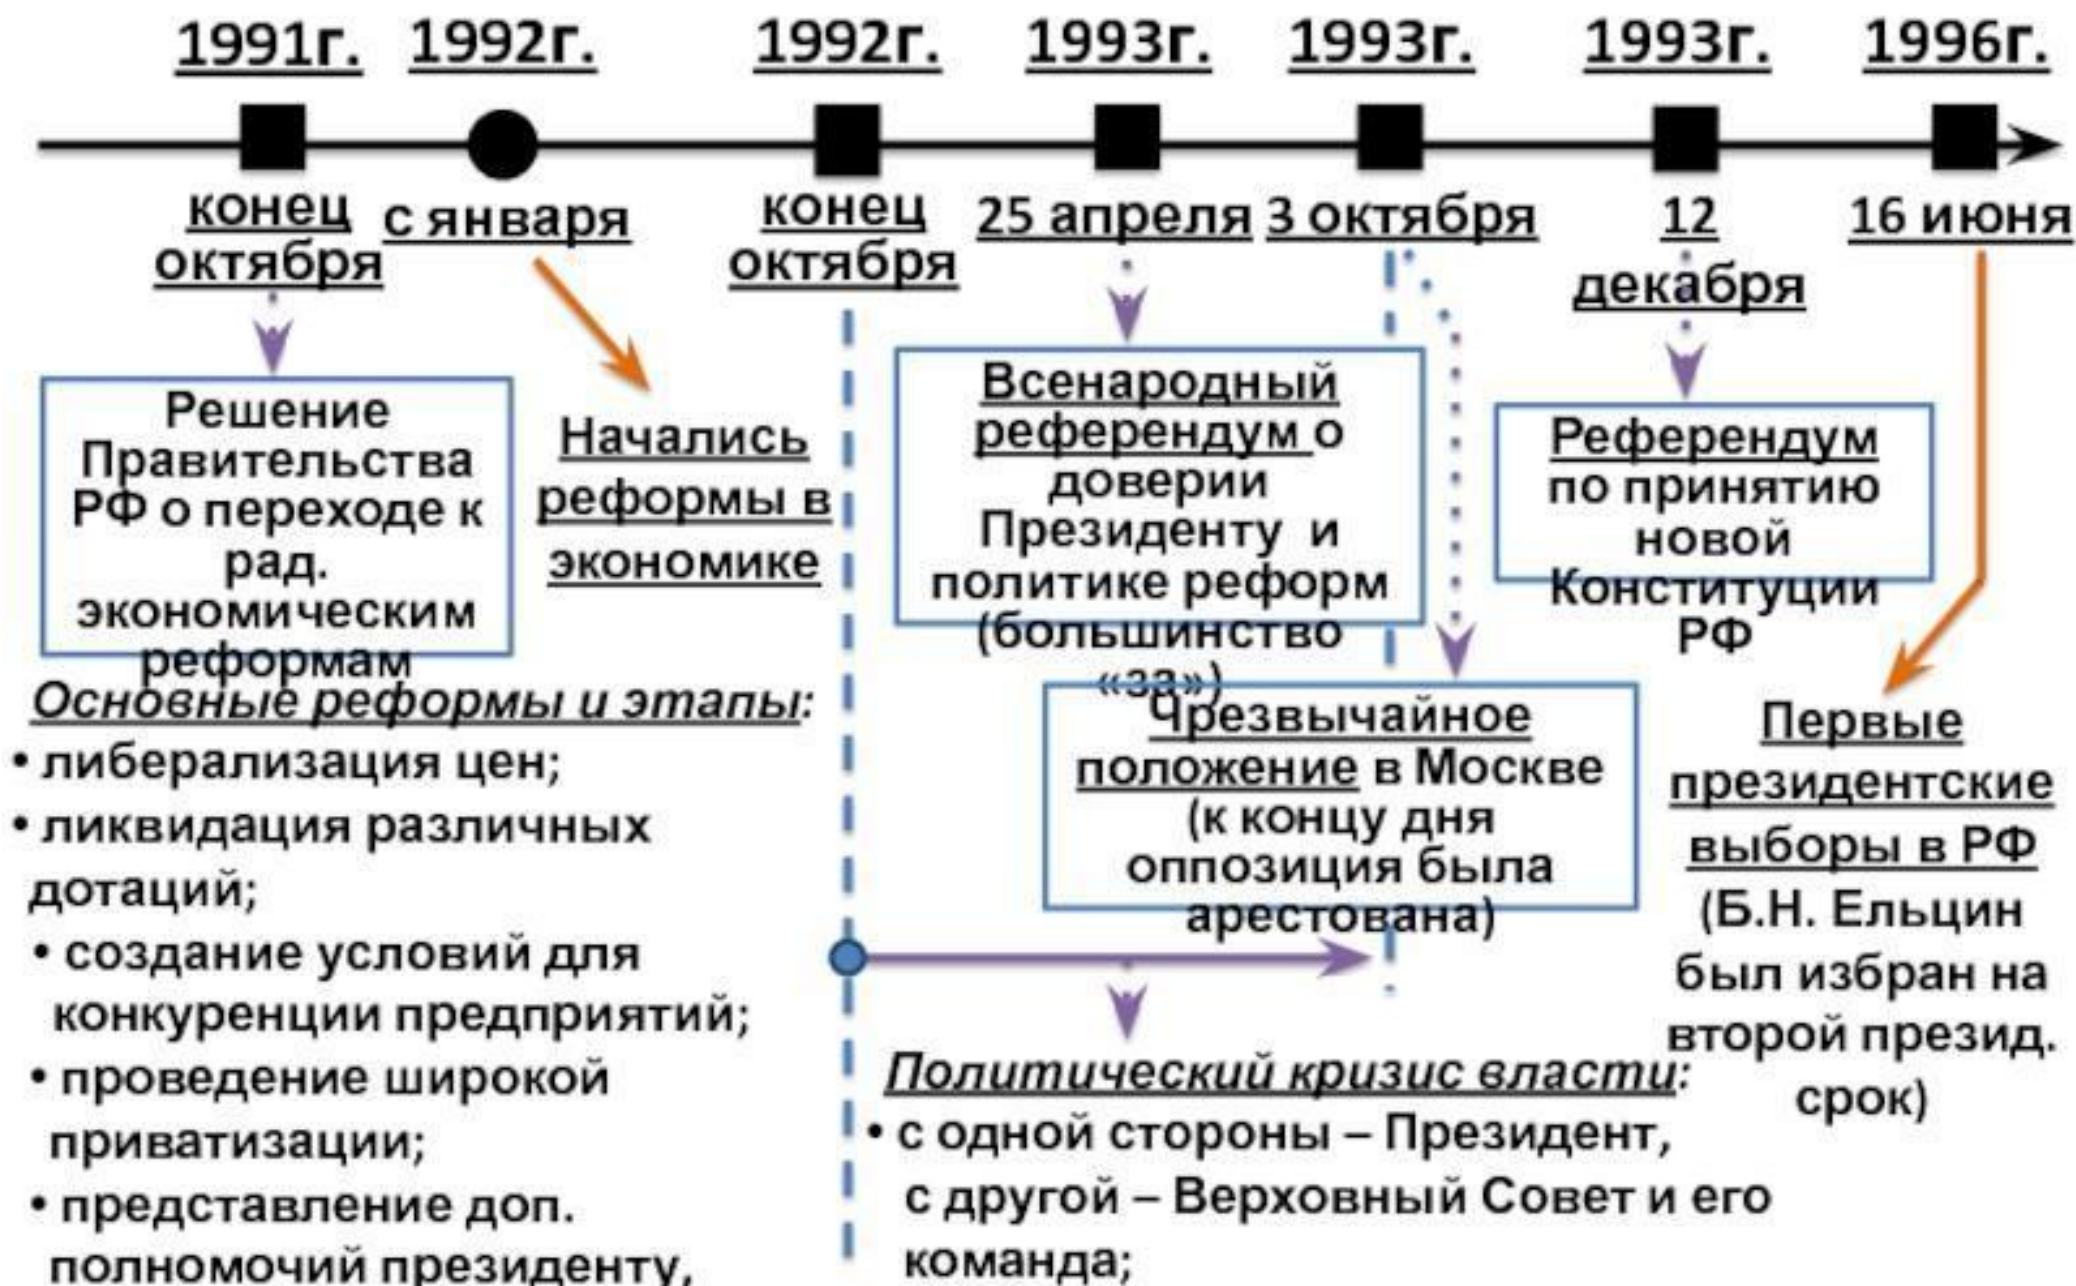 1991г.
1992г.
1992г.
1993г.
1993г.
1993г.
1996г.
конец
октября
с января
конец
октября
25 апреля
3 октября
12
декабря
16 июня
Решение
Правительства
РФ о переходе к
рад.
экономическим
реформам
Начались
реформы в
экономике
Всенародный
референдум о
доверии
Президенту и
политике реформ
(большинство
«за»)
Чрезвычайное
положение в Москве
(к концу дня
оппозиция была
арестована)
Референдум
по принятию
новой
Конституции
РФ
Первые
президентские
выборы в РФ
(Б.Н. Ельцин
был избран на
второй презид.
срок)
Основные реформы и этапы:
• либерализация цен;
• ликвидация различных
дотаций;
• создание условий для
конкуренции предприятий;
• проведение широкой
приватизации;
• представление доп.
полномочий президенту,
Политический кризис власти:
• с одной стороны – Президент,
с другой – Верховный Совет и его
команда;